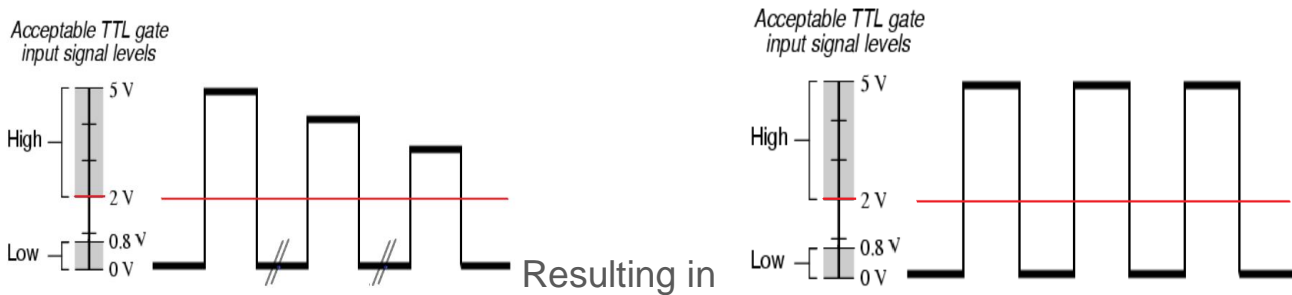 Acceptable TTL gate
input signal levels
5 V
High
2 V
0.8 V
Low
0 V
Resulting in
Acceptable TTL gate
input signal levels
5 V
High
2 V
0.8 V
Low
0 V